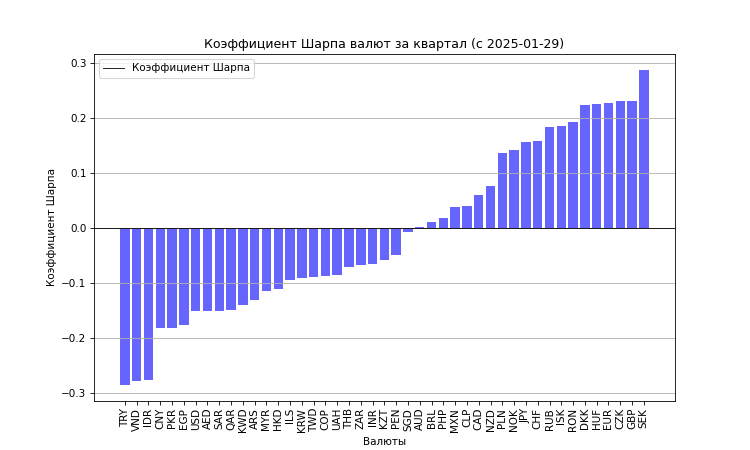 Коэффициент Шарпа валют за квартал (с 2025-01-29)
Коэффициент Шарпа
Коэффициент Шарпа
0.3
0.2
0.1
0.0
−0.1
−0.2
−0.3
TRY VND IDR CNY PKR EGP USD AED SAR QAR KWD ARS MYR HKD ILS KRW TWD COP UAH THB ZAR INR KZT PEN SGD AUD BRL PHP MXN CLP CAD NZD PLN NOK JPY CHF RUB ISK RON DKK HUF EUR CZK GBP SEK
Валюты